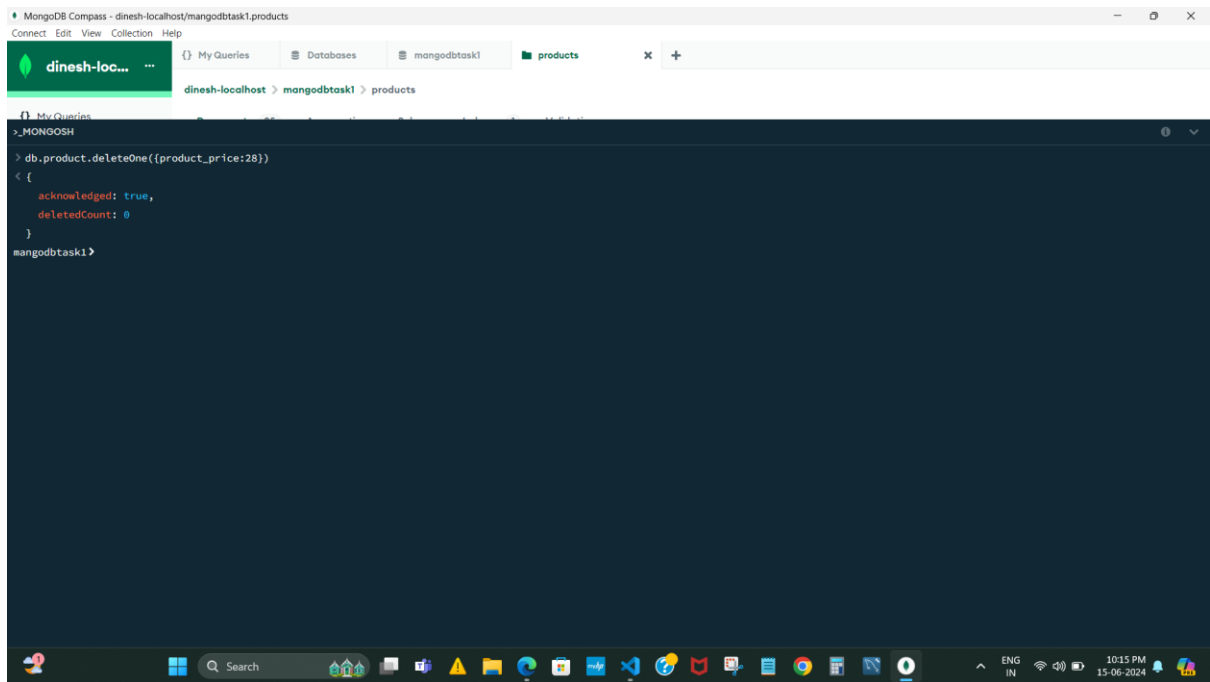 MongoDB Compass - dinesh-localhost/mangodbtask1.products
Connect Edit View Collection Help
dinesh-loc... ...
{} My Queries Databases mangodbtask1 products
dinesh-localhost > mangodbtask1 > products
{} My Queries
>_MONGOSH
> db.product.deleteOne({product_price:28})
< {
acknowledged: true,
deletedCount: 0
}
mangodbtask1>
Search
ENG
IN
10:15 PM
15-06-2024